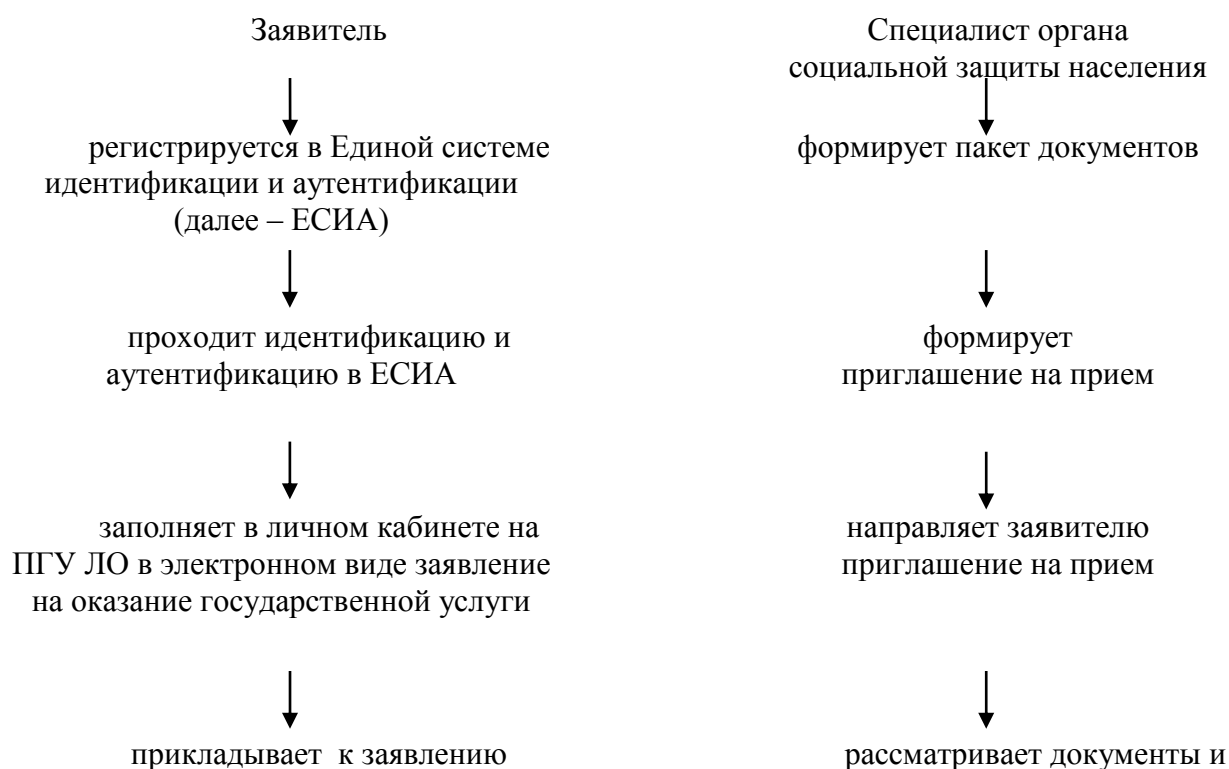 Заявитель
регистрируется в Единой системе
идентификации и аутентификации
(далее – ЕСИА)
проходит идентификацию и
аутентификацию в ЕСИА
заполняет в личном кабинете на
ПГУ ЛО в электронном виде заявление
на оказание государственной услуги
прикладывает к заявлению
Специалист органа
социальной защиты населения
формирует пакет документов
формирует
приглашение на прием
направляет заявителю
приглашение на прием
рассматривает документы и